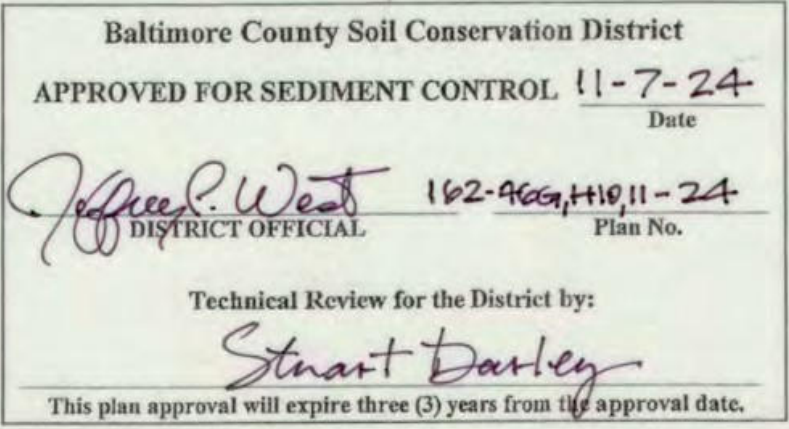 Baltimore County Soil Conservation District
APPROVED FOR SEDIMENT CONTROL 11-7-24
Date
Jeffrey P. West 162-46G,H10,11-24
DISTRICT OFFICIAL Plan No.
Technical Review for the District by:
Stuart Darley
This plan approval will expire three (3) years from the approval date.